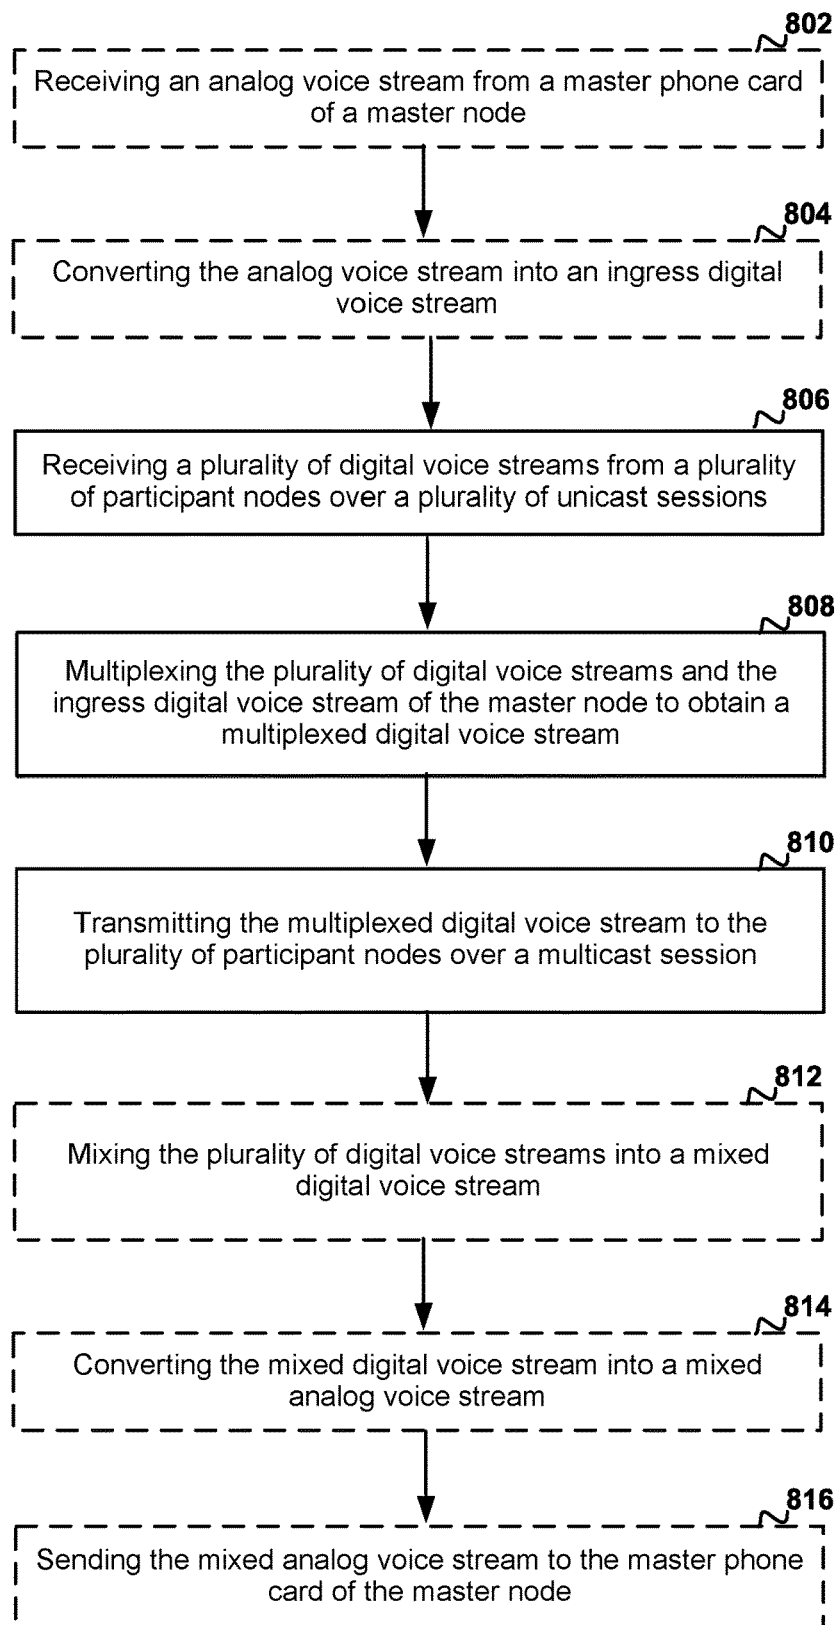 802
Receiving an analog voice stream from a master phone card
of a master node
804
Converting the analog voice stream into an ingress digital
voice stream
806
Receiving a plurality of digital voice streams from a plurality
of participant nodes over a plurality of unicast sessions
808
Multiplexing the plurality of digital voice streams and the
ingress digital voice stream of the master node to obtain a
multiplexed digital voice stream
810
Transmitting the multiplexed digital voice stream to the
plurality of participant nodes over a multicast session
812
Mixing the plurality of digital voice streams into a mixed
digital voice stream
814
Converting the mixed digital voice stream into a mixed
analog voice stream
816
Sending the mixed analog voice stream to the master phone
card of the master node